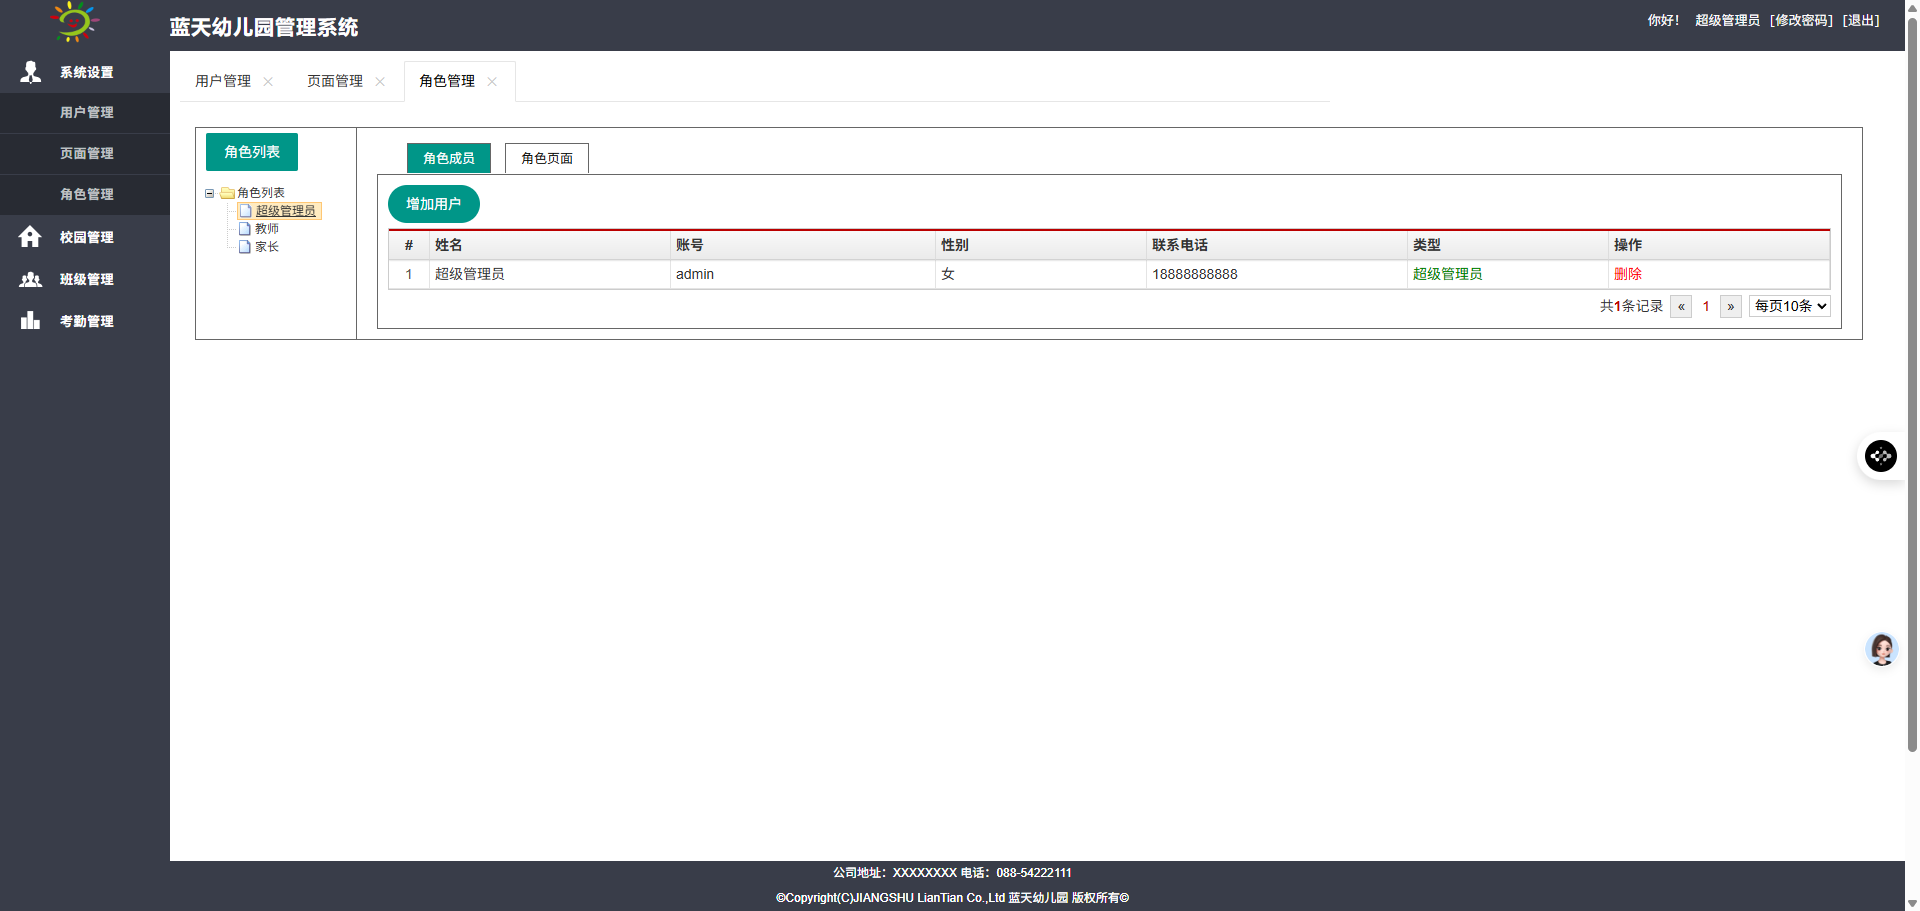 蓝天幼儿园管理系统
你好! 超级管理员 [修改密码] [退出]
系统设置
用户管理
页面管理
角色管理
校园管理
班级管理
考勤管理
用户管理 页面管理 角色管理
角色列表
角色列表
超级管理员
教师
家长
角色成员 角色页面
增加用户
# 姓名 账号 性别 联系电话 类型 操作
1 超级管理员 admin 女 18888888888 超级管理员 删除
共1条记录 « 1 » 每页10条
公司地址：XXXXXXXX 电话：088-54222111
©Copyright(C)JIANGSHU LianTian Co.,Ltd 蓝天幼儿园 版权所有©